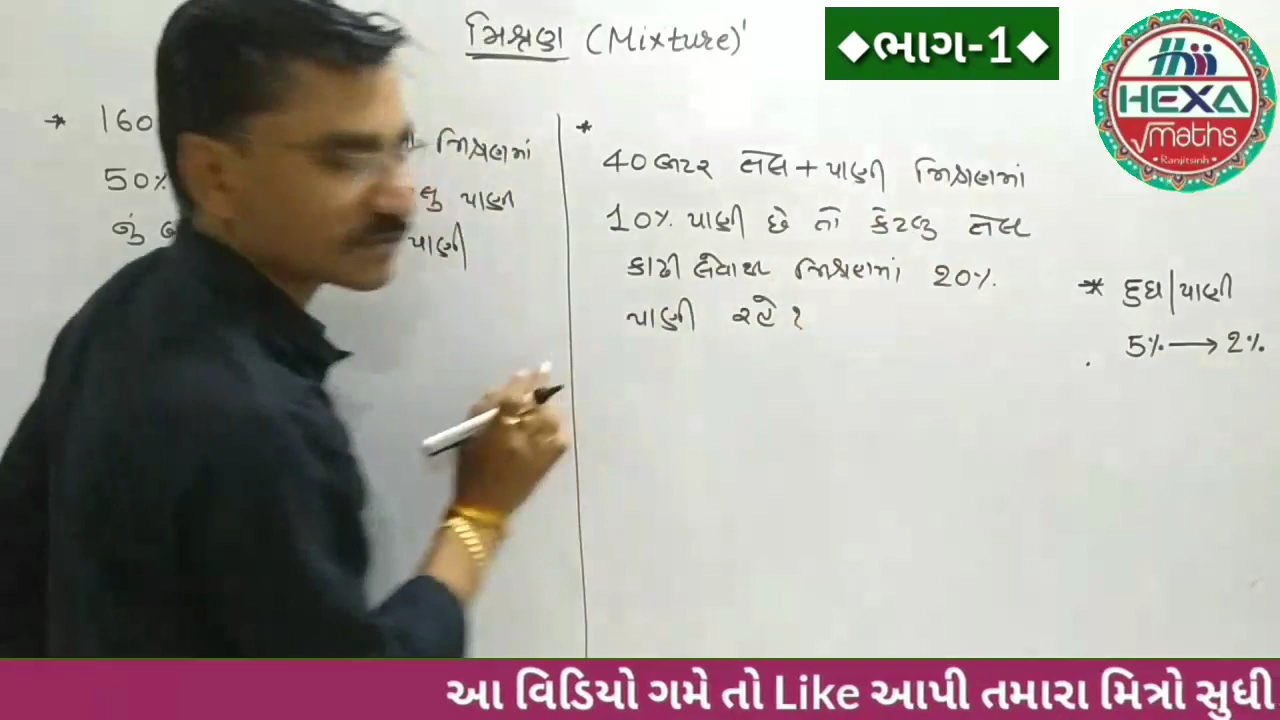 મિશ્રણ (Mixture)'
◆ભાગ-1◆
Hii
HEXA
√maths
• Ranjitsinh •
* 160 મિશ્રણમાં
50% પાણી
પાણી
*
40 લીટર તેલ + પાણી મિશ્રણમાં
10% પાણી છે તો કેટલુ તેલ
કાઢી લેવાથી મિશ્રણમાં 20%
પાણી રહે ?
* દુધ | પાણી
5% → 2%
આ વિડિયો ગમે તો Like આપી તમારા મિત્રો સુધી